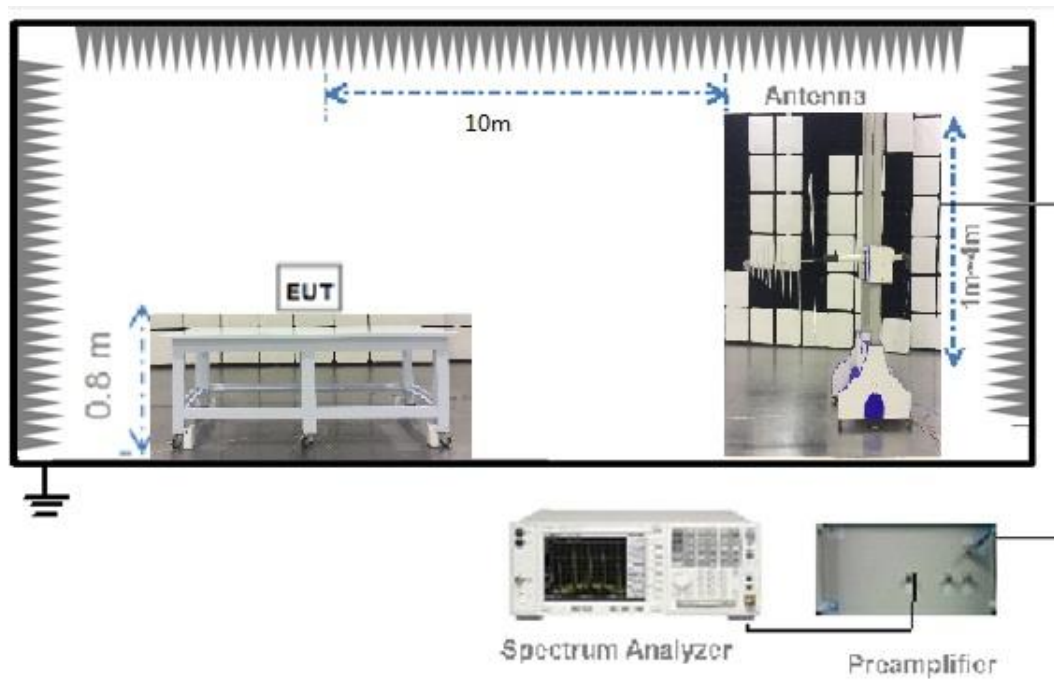 Antenna
10m
1m~4m
EUT
0.8 m
Spectrum Analyzer
Preamplifier